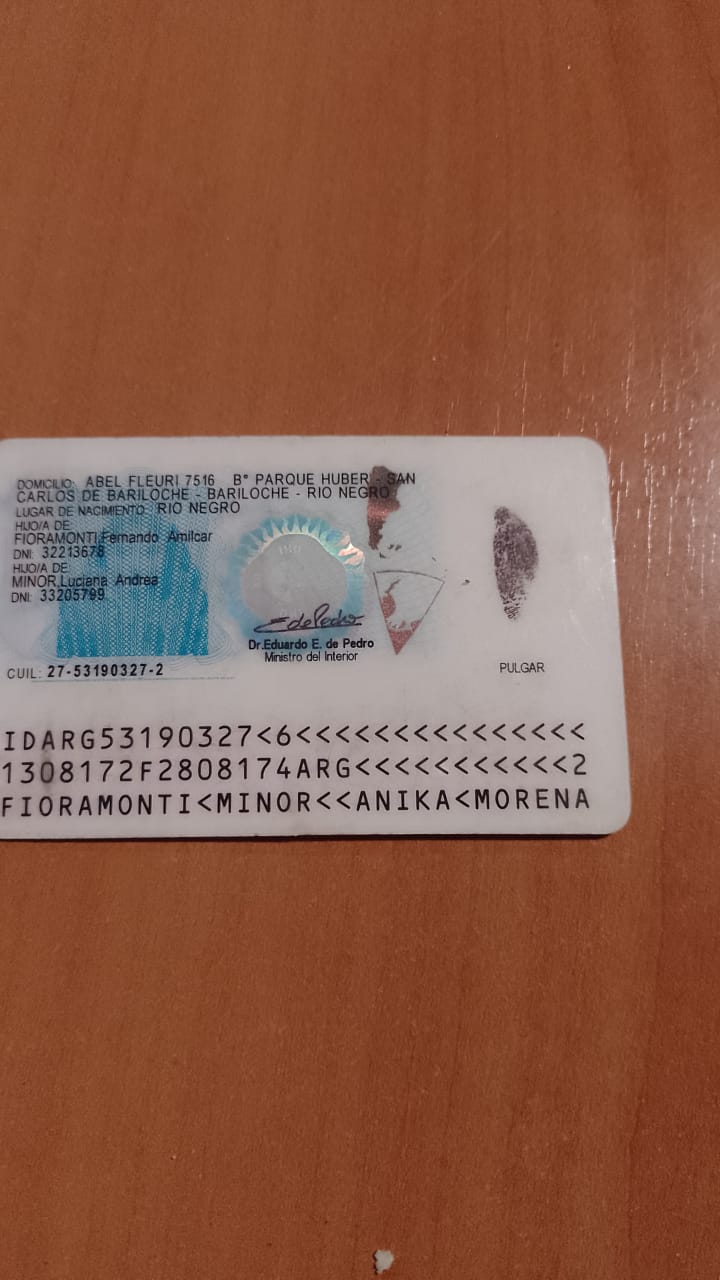 DOMICILIO: ABEL FLEURI 7516 B° PARQUE HUBER - SAN
CARLOS DE BARILOCHE - BARILOCHE - RIO NEGRO
LUGAR DE NACIMIENTO: RIO NEGRO
HIJO/A DE:
FIORAMONTI,Fernando Amilcar
DNI: 32213678
HIJO/A DE:
MINOR,Luciana Andrea
DNI: 33205799
Dr.Eduardo E. de Pedro
Ministro del Interior
CUIL: 27-53190327-2
PULGAR
IDARG53190327<6<<<<<<<<<<<<<<<
1308172F2808174ARG<<<<<<<<<<<2
FIORAMONTI<MINOR<<ANIKA<MORENA